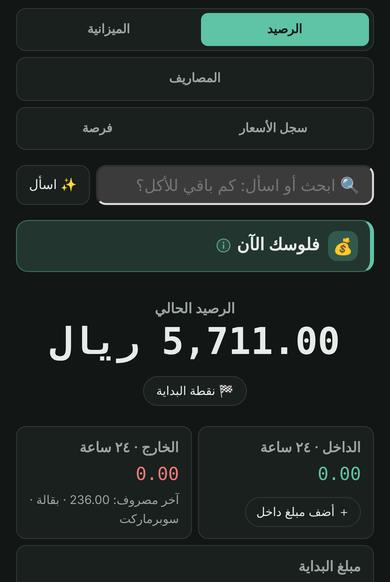 الرصيد
الميزانية
المصاريف
سجل الأسعار
فرصة
🔍 ابحث أو اسأل: كم باقي للأكل؟
✨ اسأل
💰 فلوسك الآن ⓘ
الرصيد الحالي
5,711.00 ريال
🏁 نقطة البداية
الداخل · ٢٤ ساعة
0.00
+ أضف مبلغ داخل
الخارج · ٢٤ ساعة
0.00
آخر مصروف: 236.00 · بقالة ·
سوبرماركت
مبلغ البداية